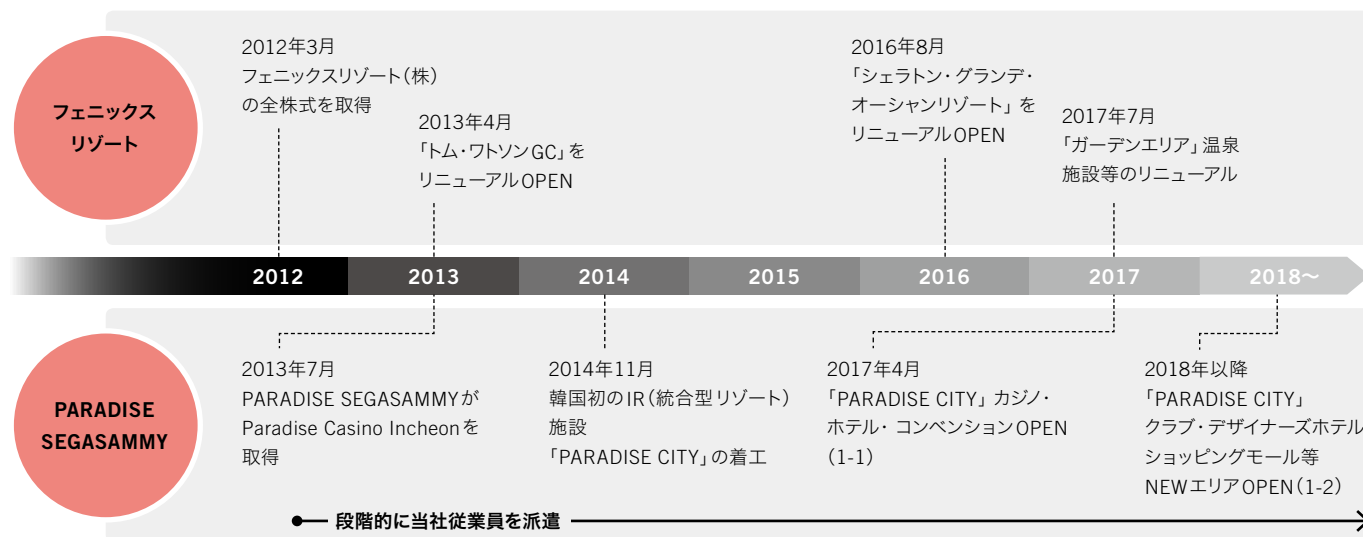 フェニックス
リゾート
2012年3月
フェニックスリゾート(株)
の全株式を取得
2013年4月
「トム・ワトソンGC」を
リニューアルOPEN
2016年8月
「シェラトン・グランデ・
オーシャンリゾート」を
リニューアルOPEN
2017年7月
「ガーデンエリア」温泉
施設等のリニューアル
2012
2013
2014
2015
2016
2017
2018〜
PARADISE
SEGASAMMY
2013年7月
PARADISE SEGASAMMYが
Paradise Casino Incheonを
取得
2014年11月
韓国初のIR(統合型リゾート)
施設
「PARADISE CITY」の着工
2017年4月
「PARADISE CITY」カジノ・
ホテル・コンベンションOPEN
(1-1)
2018年以降
「PARADISE CITY」
クラブ・デザイナーズホテル
ショッピングモール等
NEWエリアOPEN(1-2)
段階的に当社従業員を派遣